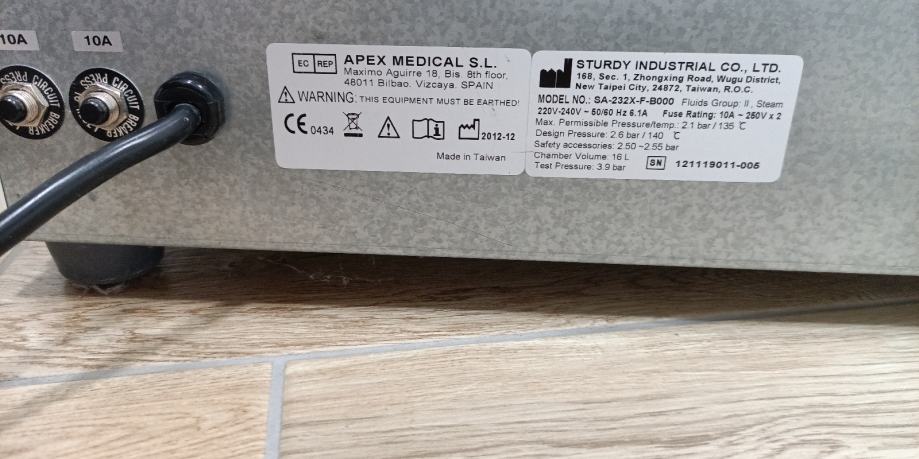 10A
10A
PRESS
CIRCUIT
BREAKER
CIRCUIT
BREAKER
EC REP
APEX MEDICAL S.L.
Maximo Aguirre 18, Bis. 8th floor,
48011 Bilbao. Vizcaya. SPAIN
WARNING: THIS EQUIPMENT MUST BE EARTHED!
CE 0434
2012-12
Made in Taiwan
STURDY INDUSTRIAL CO., LTD.
168, Sec. 1, Zhongxing Road, Wugu District,
New Taipei City, 24872, Taiwan, R.O.C.
MODEL NO.: SA-232X-F-B000 Fluids Group: II , Steam
220V-240V ~ 50/60 Hz 6.1A Fuse Rating: 10A ~ 250V x 2
Max. Permissible Pressure/temp.: 2.1 bar / 135 ℃
Design Pressure: 2.6 bar / 140 ℃
Safety accessories: 2.50 ~2.55 bar
Chamber Volume: 16 L
Test Pressure: 3.9 bar
SN 121119011-005